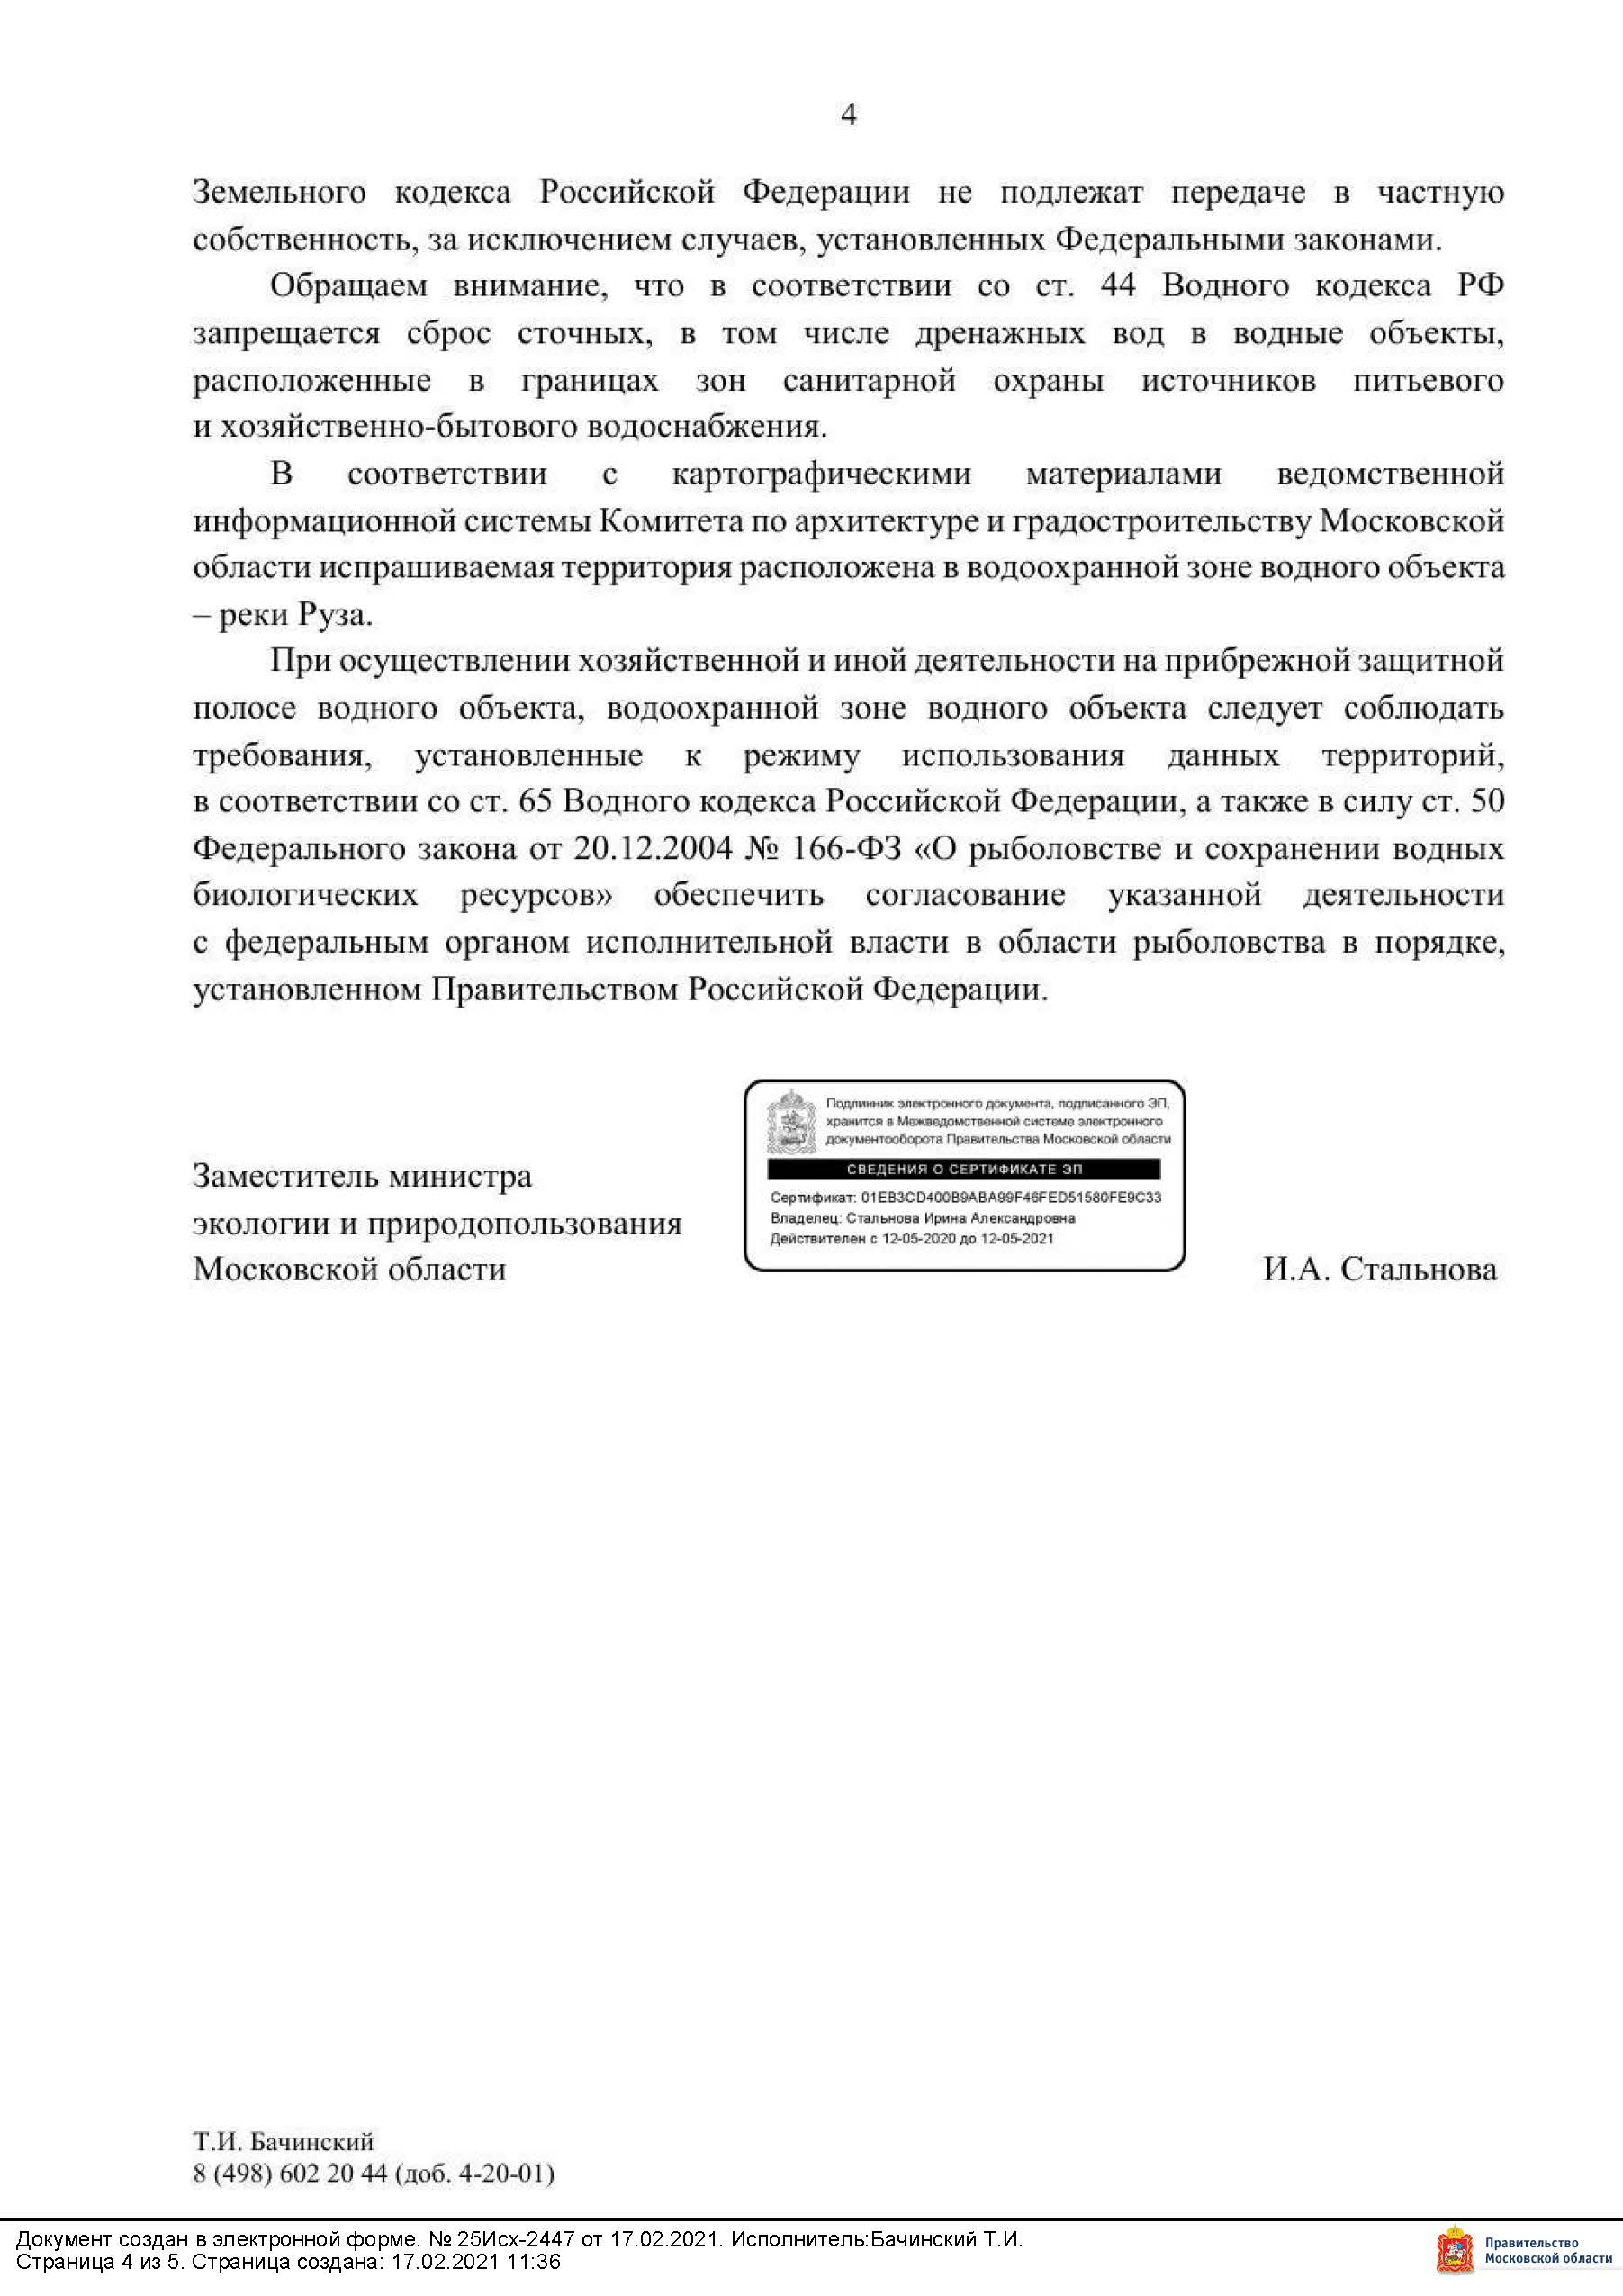 4
Земельного кодекса Российской Федерации не подлежат передаче в частную
собственность, за исключением случаев, установленных Федеральными законами.
Обращаем внимание, что в соответствии со ст. 44 Водного кодекса РФ
запрещается сброс сточных, в том числе дренажных вод в водные объекты,
расположенные в границах зон санитарной охраны источников питьевого
и хозяйственно-бытового водоснабжения.
В соответствии с картографическими материалами ведомственной
информационной системы Комитета по архитектуре и градостроительству Московской
области испрашиваемая территория расположена в водоохранной зоне водного объекта
– реки Руза.
При осуществлении хозяйственной и иной деятельности на прибрежной защитной
полосе водного объекта, водоохранной зоне водного объекта следует соблюдать
требования, установленные к режиму использования данных территорий,
в соответствии со ст. 65 Водного кодекса Российской Федерации, а также в силу ст. 50
Федерального закона от 20.12.2004 № 166-ФЗ «О рыболовстве и сохранении водных
биологических ресурсов» обеспечить согласование указанной деятельности
с федеральным органом исполнительной власти в области рыболовства в порядке,
установленном Правительством Российской Федерации.
Подлинник электронного документа, подписанного ЭП,
хранится в Межведомственной системе электронного
документооборота Правительства Московской области
СВЕДЕНИЯ О СЕРТИФИКАТЕ ЭП
Сертификат: 01EB3CD400B9ABA99F46FED51580FE9C33
Владелец: Стальнова Ирина Александровна
Действителен с 12-05-2020 до 12-05-2021
Заместитель министра
экологии и природопользования
Московской области
И.А. Стальнова
Т.И. Бачинский
8 (498) 602 20 44 (доб. 4-20-01)
Документ создан в электронной форме. № 25Исх-2447 от 17.02.2021. Исполнитель:Бачинский Т.И.
Страница 4 из 5. Страница создана: 17.02.2021 11:36
Правительство
Московской области